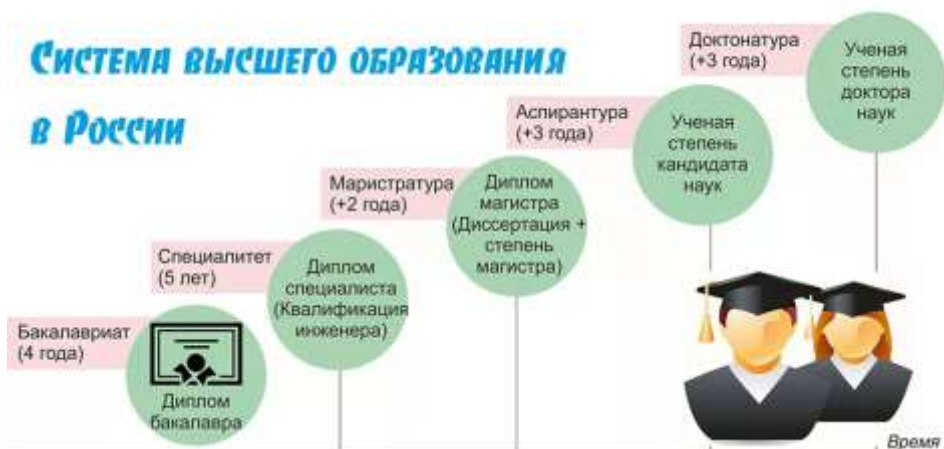 Система высшего образования
в России
Бакалавриат
(4 года)
Диплом
бакалавра
Специалитет
(5 лет)
Диплом
специалиста
(Квалификация
инженера)
Маристратура
(+2 года)
Диплом
магистра
(Диссертация +
степень
магистра)
Аспирантура
(+3 года)
Ученая
степень
кандидата
наук
Доктонатура
(+3 года)
Ученая
степень
доктора
наук
Время